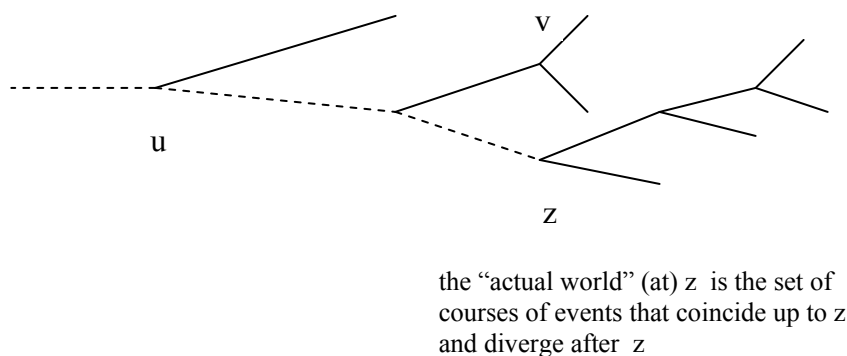 v
u
z
the “actual world” (at) z is the set of
courses of events that coincide up to z
and diverge after z